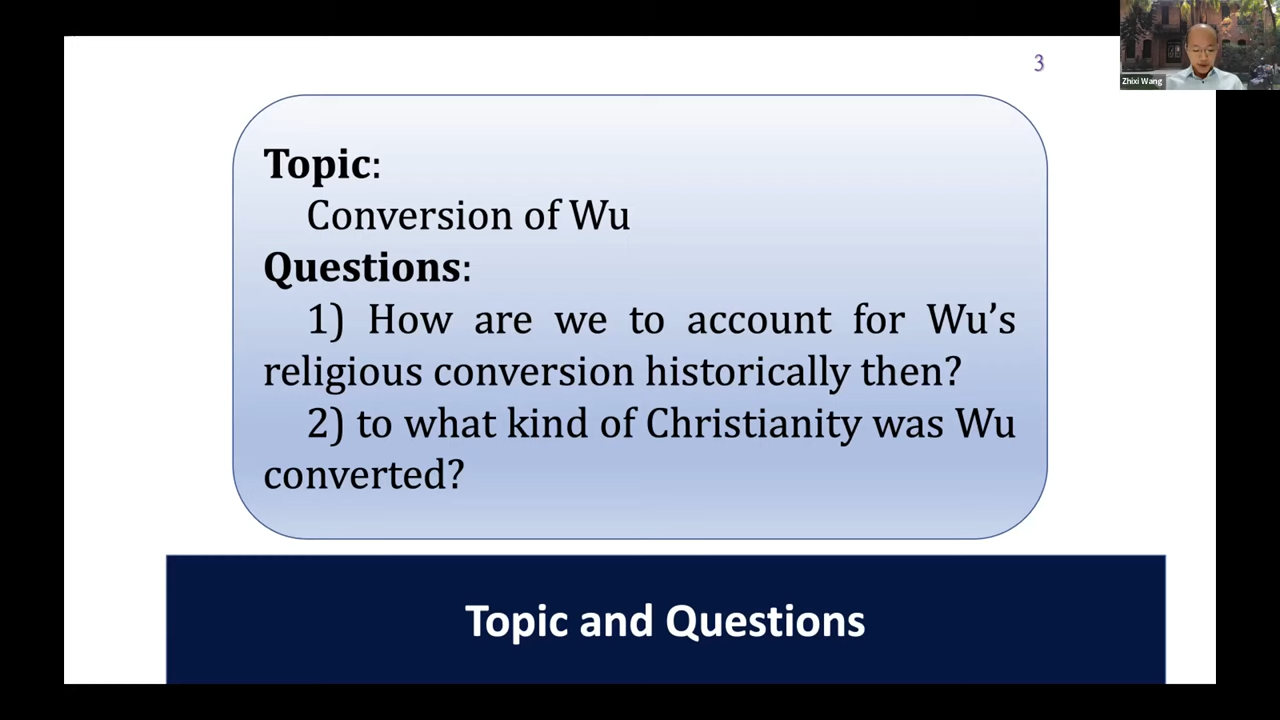 3
Zhixi Wang
Topic:
Conversion of Wu
Questions:
1) How are we to account for Wu’s
religious conversion historically then?
2) to what kind of Christianity was Wu
converted?
Topic and Questions